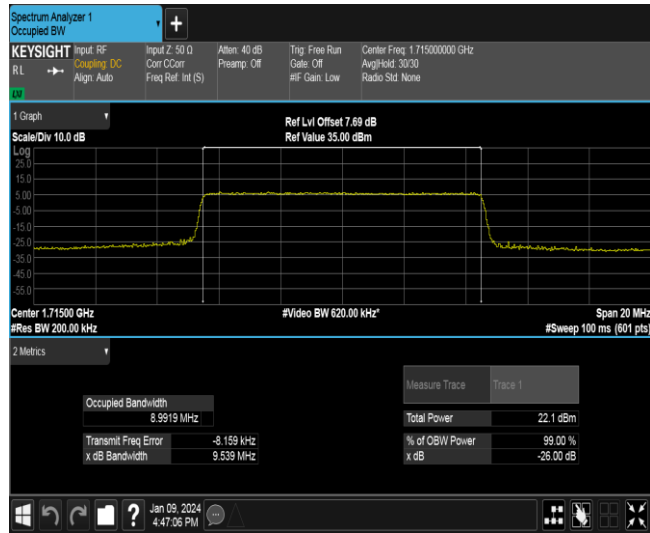 Spectrum Analyzer 1
Occupied BW
+
KEYSIGHT
RL
Input: RF
Coupling: DC
Align: Auto
Input Z: 50 Ω
Corr CCorr
Freq Ref: Int (S)
Atten: 40 dB
Preamp: Off
Trig: Free Run
Gate: Off
#IF Gain: Low
Center Freq: 1.715000000 GHz
Avg|Hold: 30/30
Radio Std: None
LXI
1 Graph
Scale/Div 10.0 dB
Ref Lvl Offset 7.69 dB
Ref Value 35.00 dBm
Log
25.0
15.0
5.00
-5.00
-15.0
-25.0
-35.0
-45.0
-55.0
Center 1.71500 GHz
#Res BW 200.00 kHz
#Video BW 620.00 kHz*
Span 20 MHz
#Sweep 100 ms (601 pts)
2 Metrics
Measure Trace Trace 1
Occupied Bandwidth
8.9919 MHz
Total Power 22.1 dBm
Transmit Freq Error -8.159 kHz
x dB Bandwidth 9.539 MHz
% of OBW Power 99.00 %
x dB -26.00 dB
?
Jan 09, 2024
4:47:06 PM